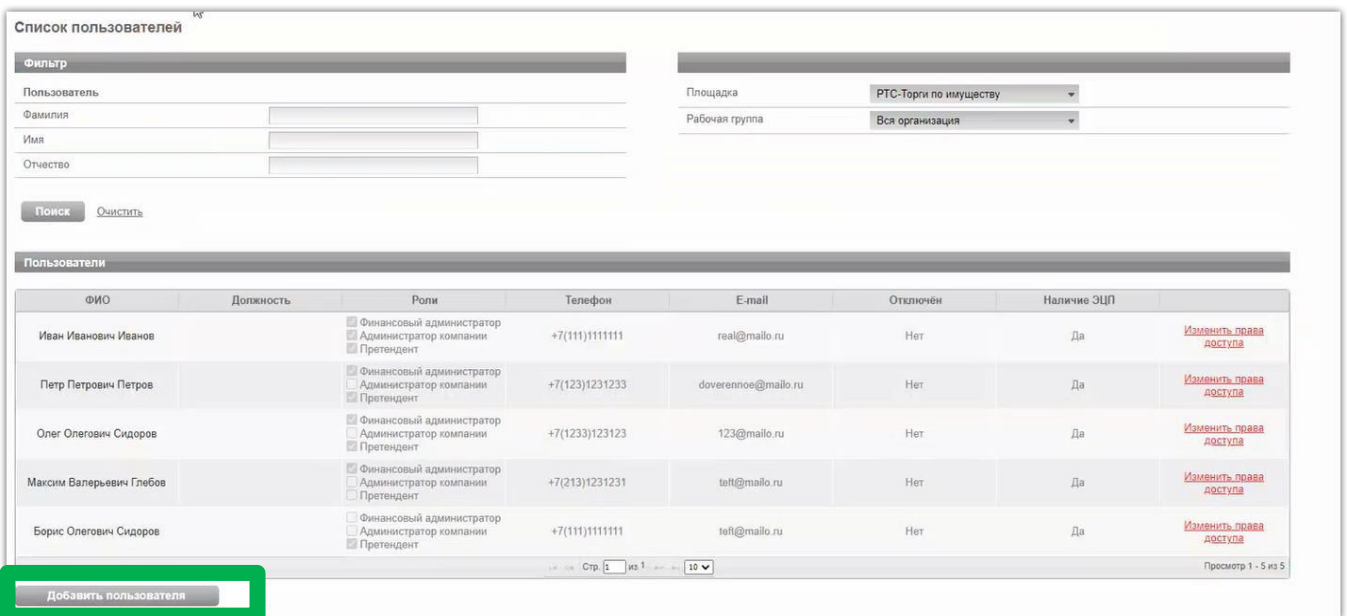 Список пользователей
Фильтр
Пользователь
Фамилия
Имя
Отчество
Площадка РТС-Торги по имуществу
Рабочая группа Вся организация
Поиск Очистить
Пользователи
ФИО Должность Роли Телефон E-mail Отключён Наличие ЭЦП
Иван Иванович Иванов Финансовый администратор +7(111)1111111 real@mailo.ru Нет Да Изменить права
Администратор компании доступа
Претендент
Петр Петрович Петров Финансовый администратор +7(123)1231233 doverennoe@mailo.ru Нет Да Изменить права
Администратор компании доступа
Претендент
Олег Олегович Сидоров Финансовый администратор +7(1233)123123 123@mailo.ru Нет Да Изменить права
Администратор компании доступа
Претендент
Максим Валерьевич Глебов Финансовый администратор +7(213)1231231 teft@mailo.ru Нет Да Изменить права
Администратор компании доступа
Претендент
Борис Олегович Сидоров Финансовый администратор +7(111)1111111 teft@mailo.ru Нет Да Изменить права
Администратор компании доступа
Претендент
Стр. 1 из 1 10 Просмотр 1 - 5 из 5
Добавить пользователя